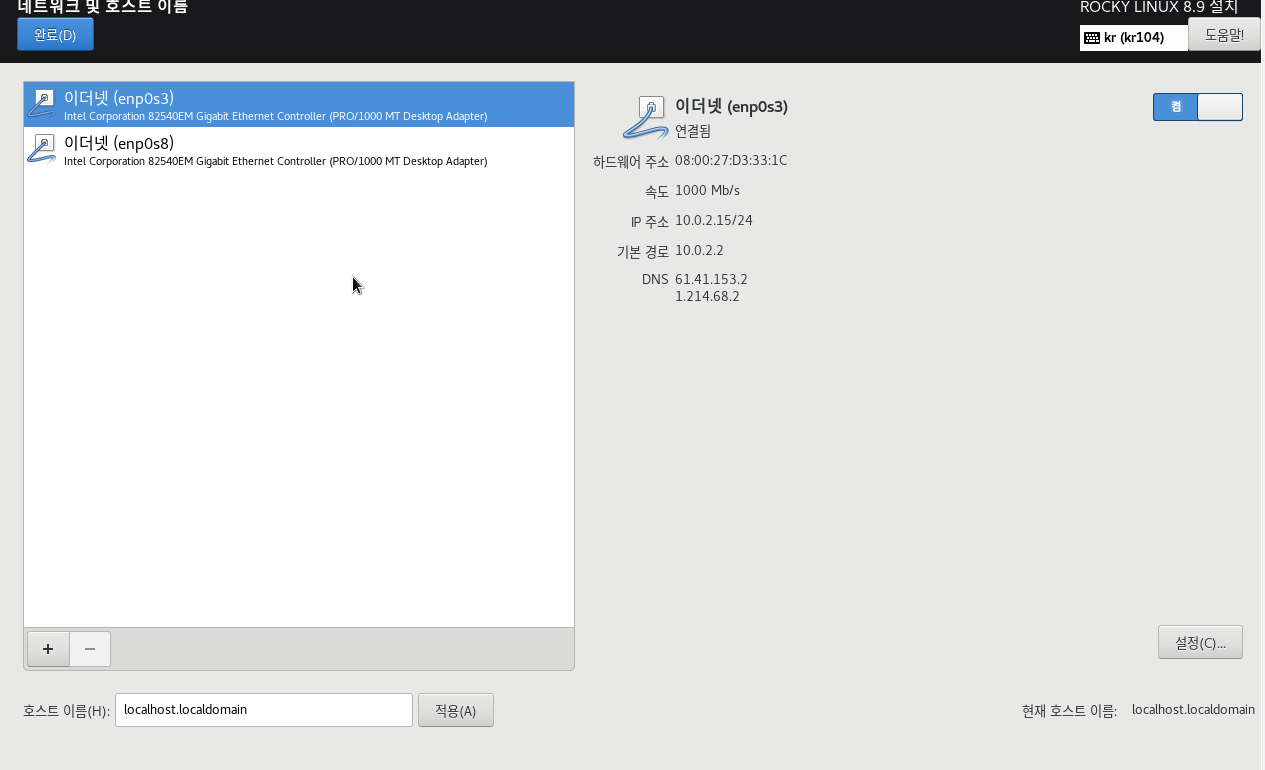 네트워크 및 호스트 이름
ROCKY LINUX 8.9 설치
완료(D)
kr (kr104)
도움말!
이더넷 (enp0s3)
Intel Corporation 82540EM Gigabit Ethernet Controller (PRO/1000 MT Desktop Adapter)
이더넷 (enp0s8)
Intel Corporation 82540EM Gigabit Ethernet Controller (PRO/1000 MT Desktop Adapter)
이더넷 (enp0s3)
연결됨
켬
하드웨어 주소 08:00:27:D3:33:1C
속도 1000 Mb/s
IP 주소 10.0.2.15/24
기본 경로 10.0.2.2
DNS 61.41.153.2
1.214.68.2
+ −
설정(C)...
호스트 이름(H): localhost.localdomain 적용(A)
현재 호스트 이름: localhost.localdomain